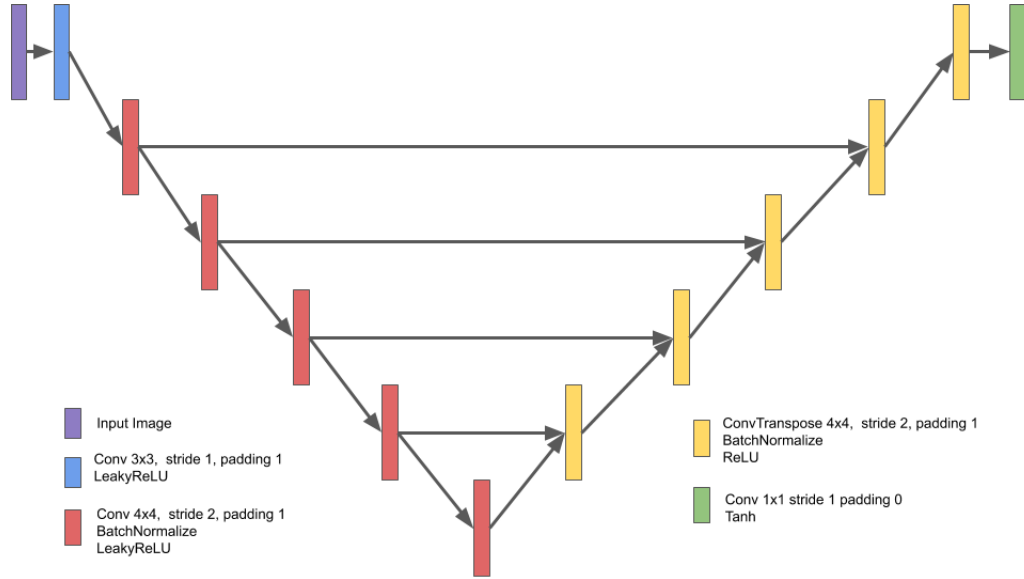 Input Image
Conv 3x3,  stride 1, padding 1
LeakyReLU
Conv 4x4,  stride 2, padding 1
BatchNormalize
LeakyReLU
ConvTranspose 4x4,  stride 2, padding 1
BatchNormalize
ReLU
Conv 1x1 stride 1 padding 0
Tanh